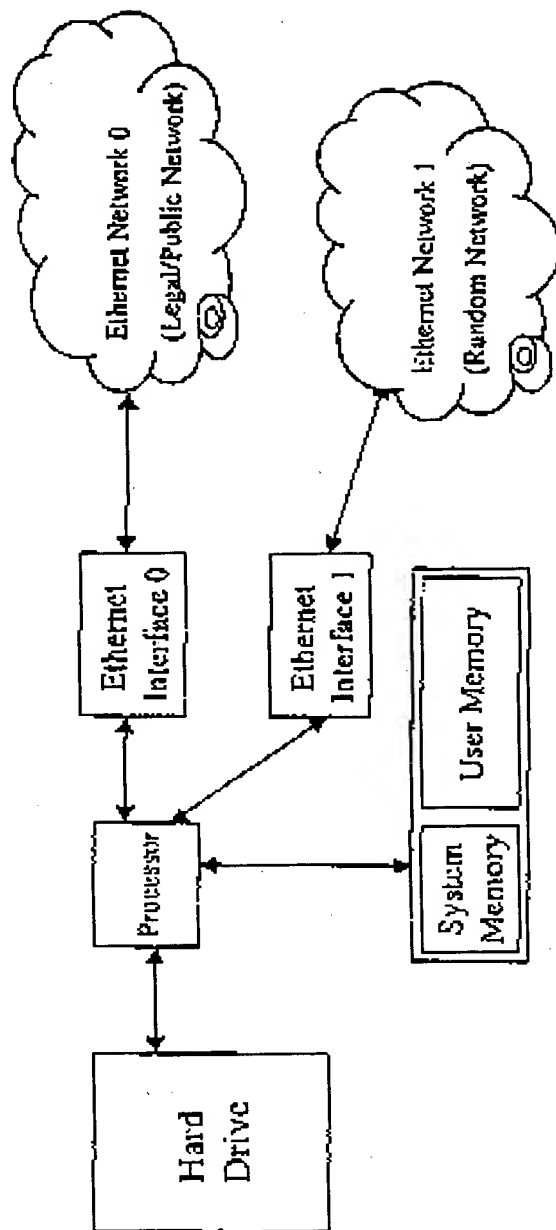 Hard
Drive
Processor
Ethernet
Interface 0
Ethernet
Interface 1
System
Memory
User Memory
Ethernet Network 0
(Legal/Public Network)
Ethernet Network 1
(Random Network)